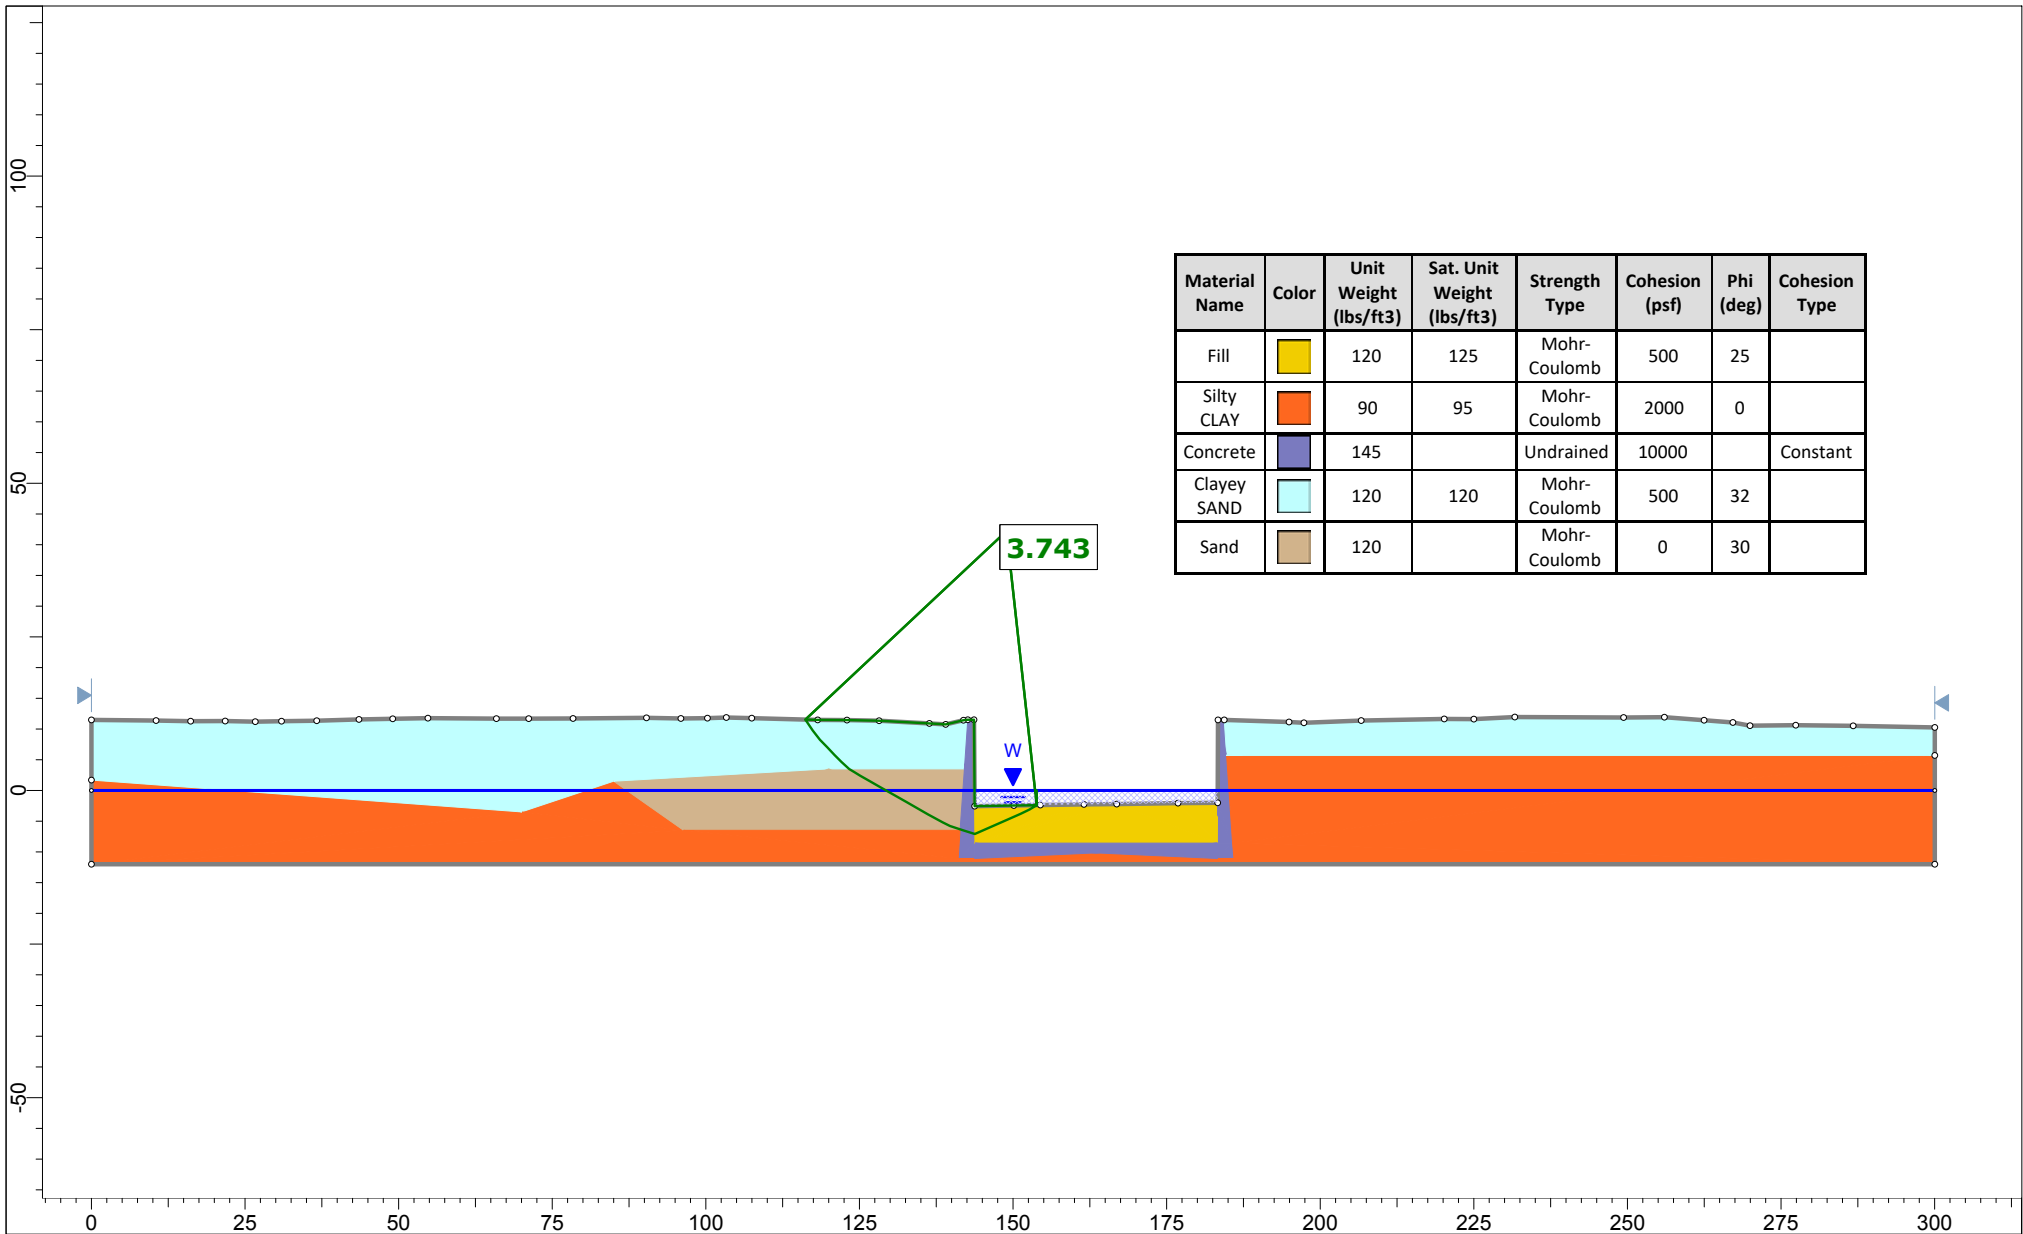 100
50
0
-50
Material Name Color Unit Weight (lbs/ft3) Sat. Unit Weight (lbs/ft3) Strength Type Cohesion (psf) Phi (deg) Cohesion Type
Fill 120 125 Mohr-Coulomb 500 25
Silty CLAY 90 95 Mohr-Coulomb 2000 0
Concrete 145 Undrained 10000 Constant
Clayey SAND 120 120 Mohr-Coulomb 500 32
Sand 120 Mohr-Coulomb 0 30
3.743
W
0 25 50 75 100 125 150 175 200 225 250 275 300